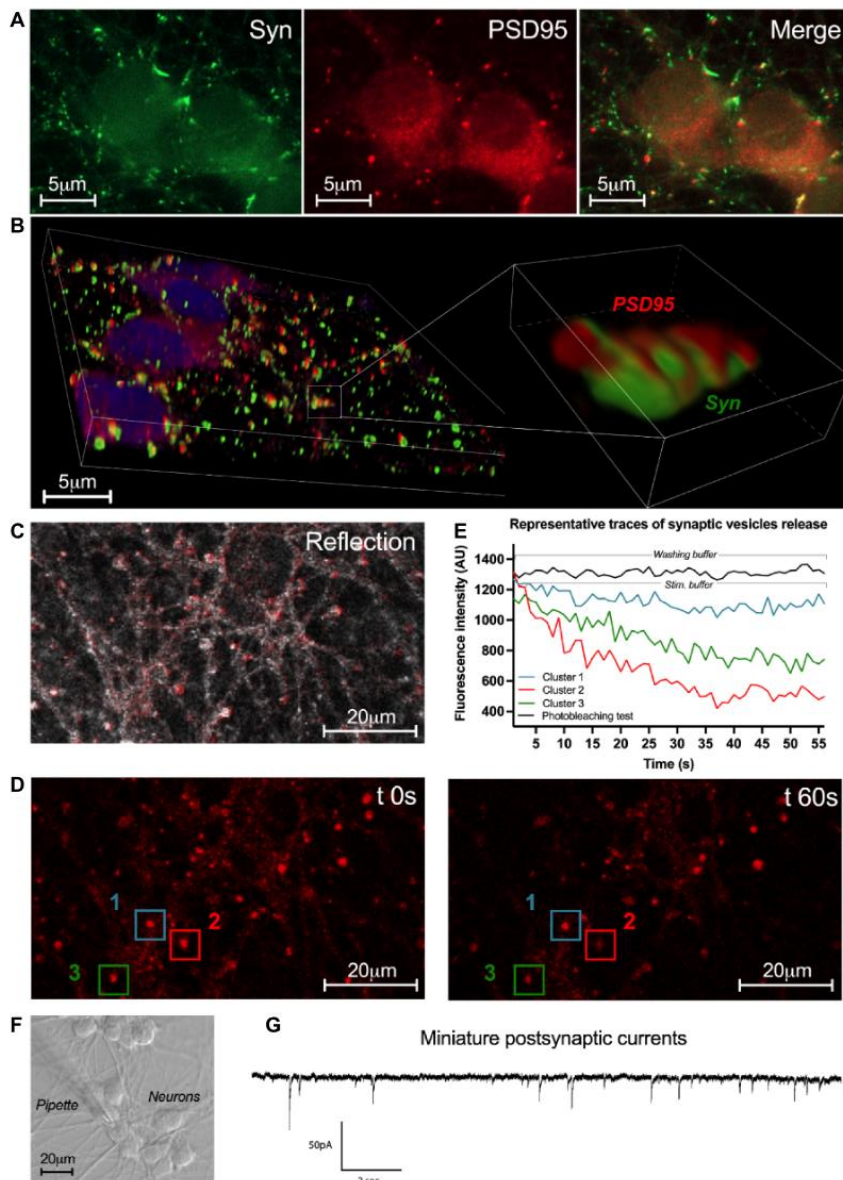 A
Syn
PSD95
Merge
5μm
5μm
5μm
B
PSD95
Syn
5μm
C
Reflection
20μm
E
Representative traces of synaptic vesicles release
Fluorescence intensity (AU)
1400
1200
1000
800
600
400
Washing buffer
Stim. buffer
Cluster 1
Cluster 2
Cluster 3
Photobleaching test
5 10 15 20 25 30 35 40 45 50 55
Time (s)
D
t 0s
1
2
3
20μm
t 60s
1
2
3
20μm
F
Pipette
Neurons
20μm
G
Miniature postsynaptic currents
50pA